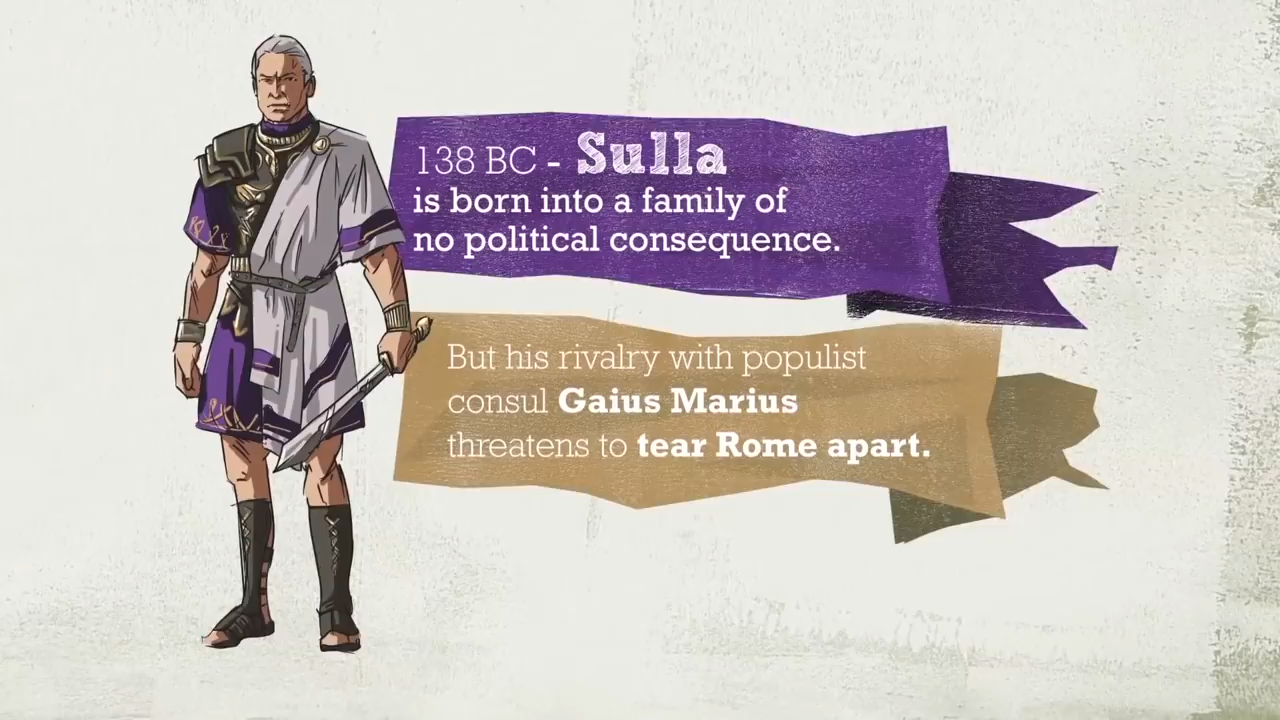 138 BC - Sulla
is born into a family of
no political consequence.
But his rivalry with populist
consul Gaius Marius
threatens to tear Rome apart.